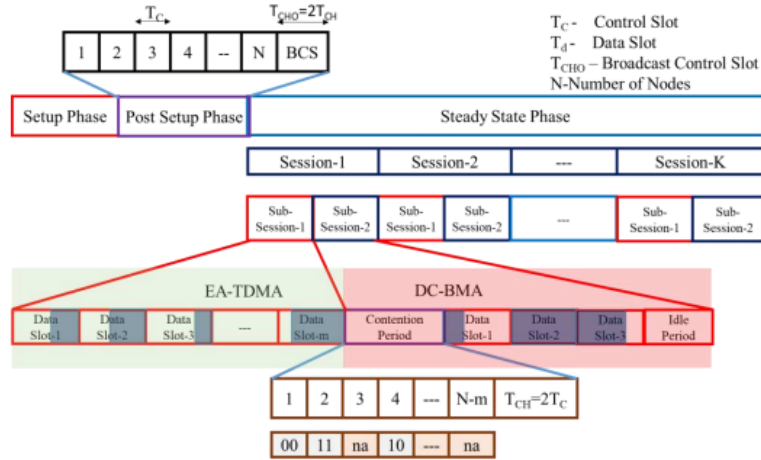 T_C
T_CHO=2T_CH
1 2 3 4 -- N BCS
T_C - Control Slot
T_d - Data Slot
T_CHO – Broadcast Control Slot
N-Number of Nodes
Setup Phase Post Setup Phase Steady State Phase
Session-1 Session-2 --- Session-K
Sub-Session-1 Sub-Session-2 Sub-Session-1 Sub-Session-2 --- Sub-Session-1 Sub-Session-2
EA-TDMA DC-BMA
Data Slot-1 Data Slot-2 Data Slot-3 --- Data Slot-m Contention Period Data Slot-1 Data Slot-2 Data Slot-3 Idle Period
1 2 3 4 --- N-m T_CH=2T_C
00 11 na 10 --- na